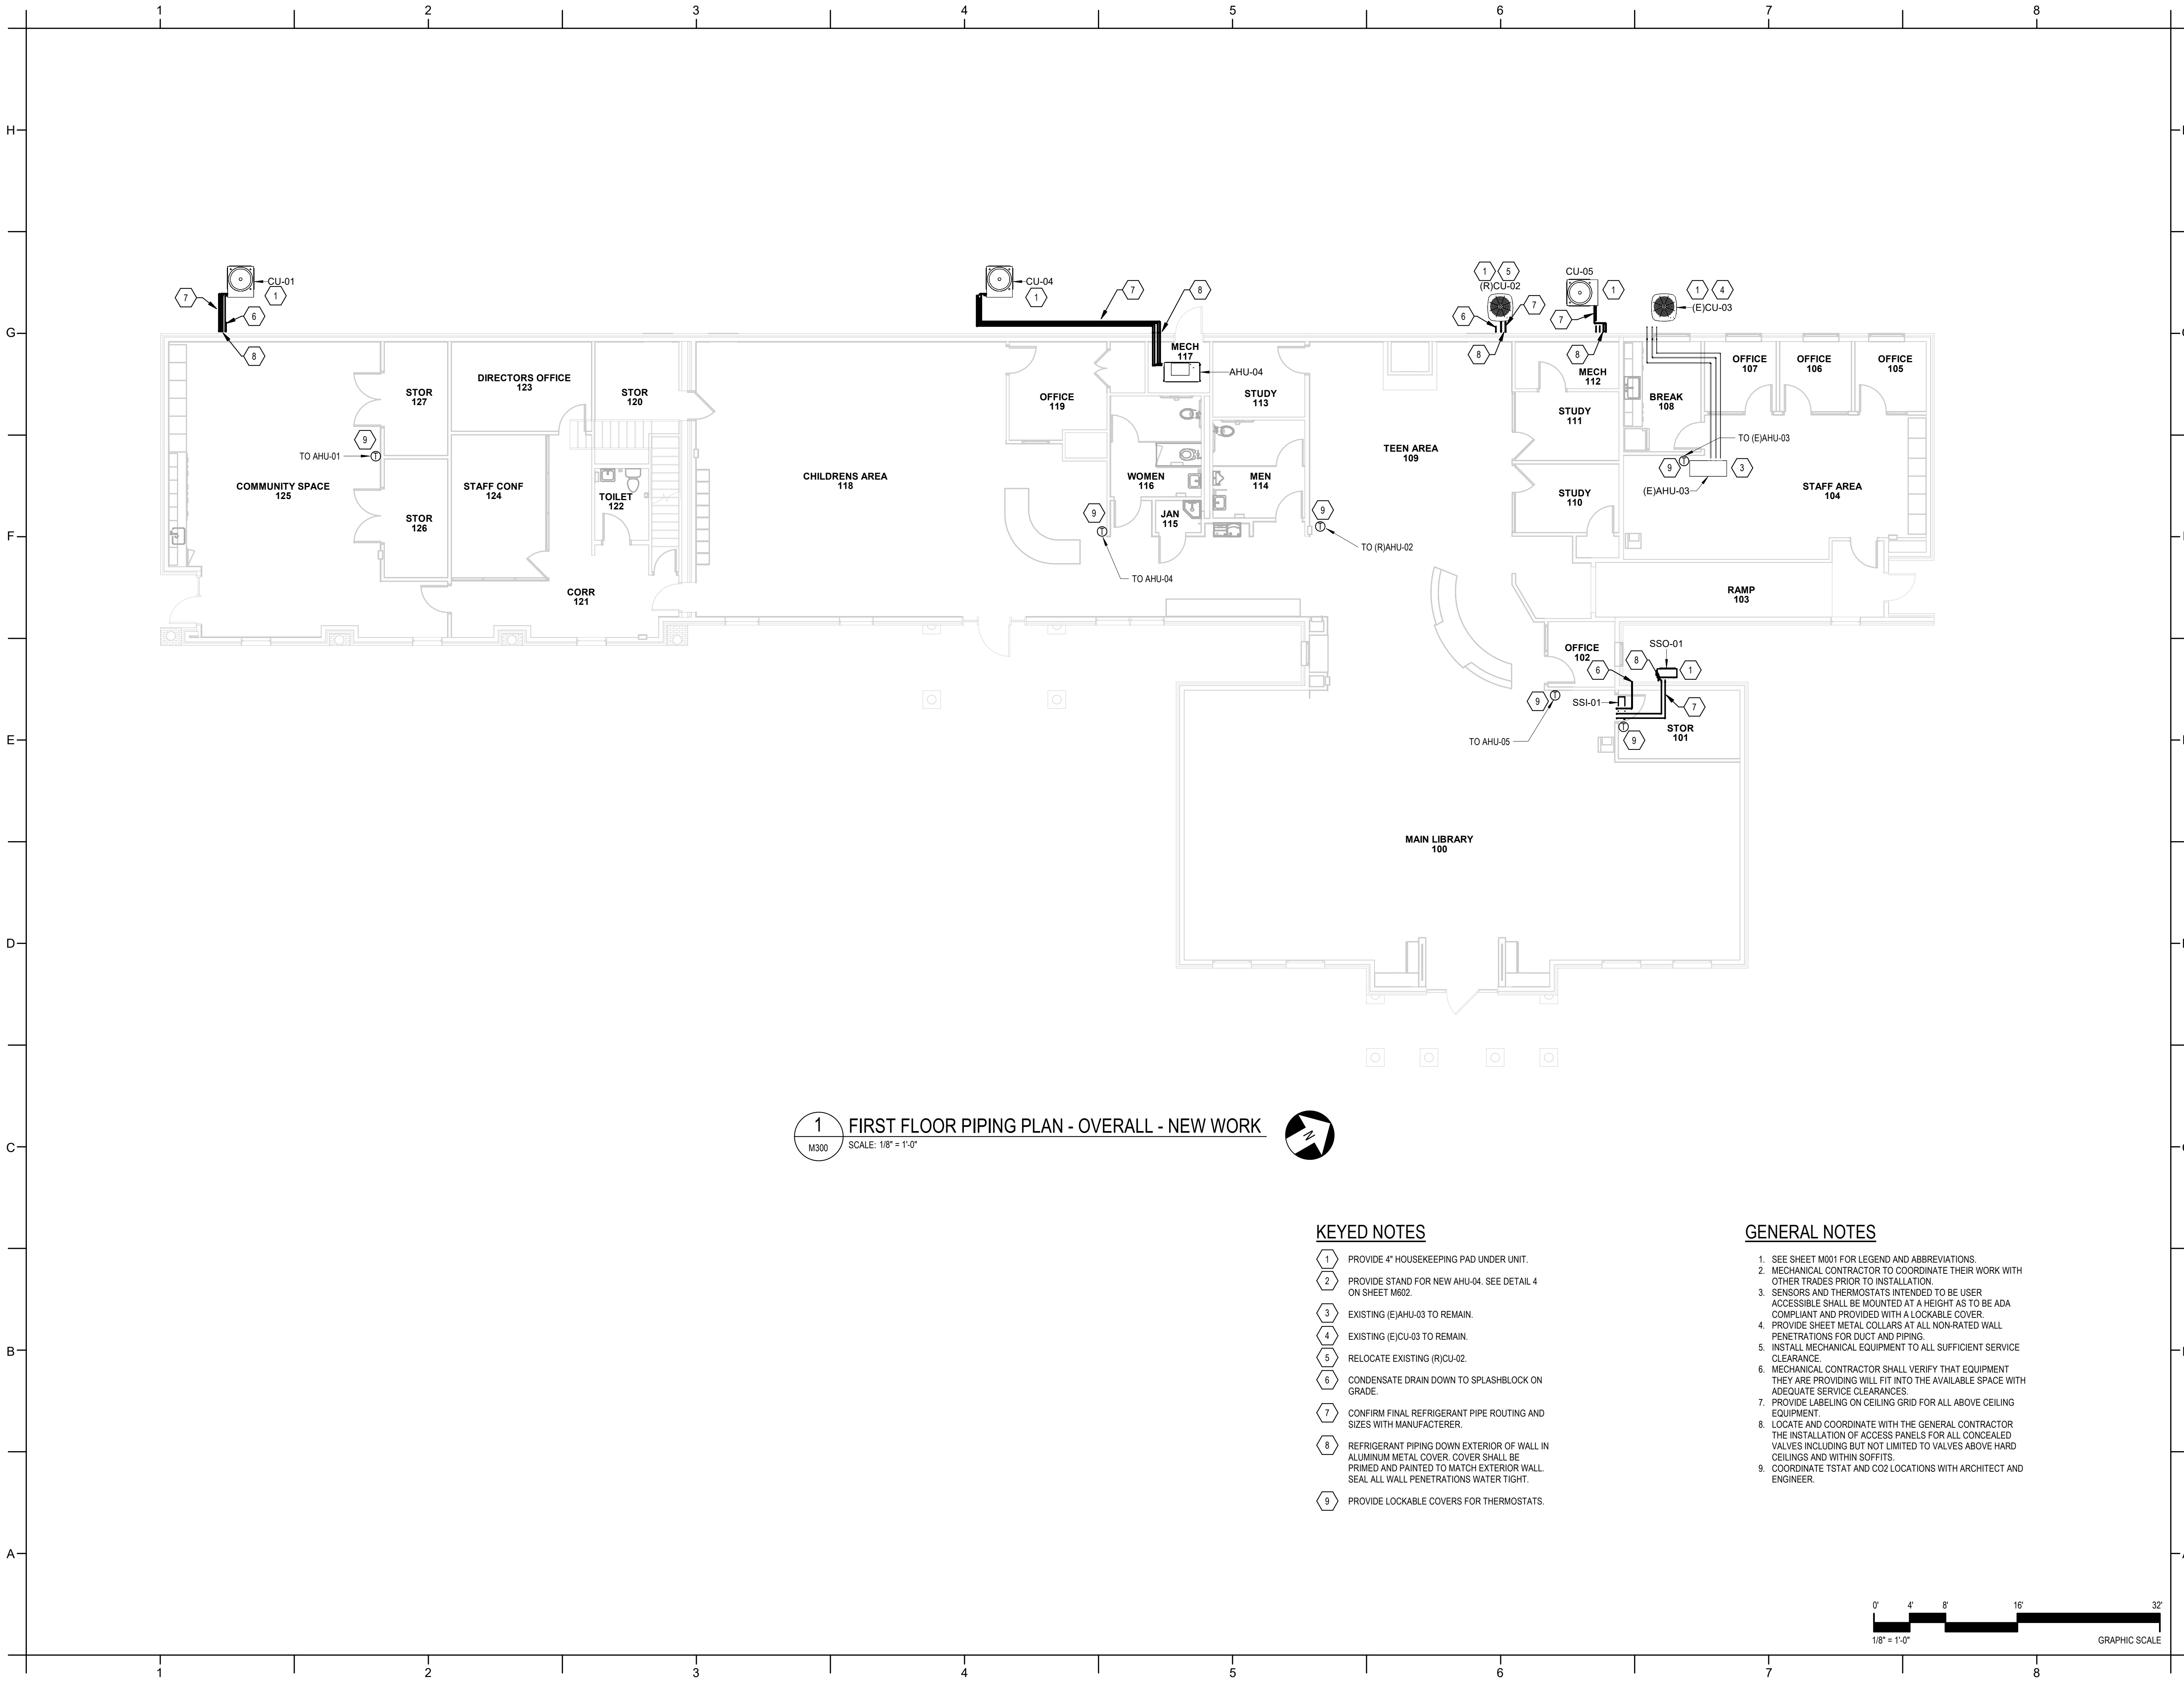 1 2 3 4 5 6 7 8
H
G
F
E
D
C
B
A
CU-01
1
7
6
8
CU-04
1
7
8
1 5
(R)CU-02
6
7
8
CU-05
1
7
8
1 4
(E)CU-03
MECH
117
AHU-04
STUDY
113
OFFICE
119
MECH
112
STUDY
111
BREAK
108
OFFICE
107
OFFICE
106
OFFICE
105
DIRECTORS OFFICE
123
STOR
127
STOR
120
9
TO AHU-01
T
COMMUNITY SPACE
125
STAFF CONF
124
STOR
126
TOILET
122
CORR
121
CHILDRENS AREA
118
WOMEN
116
MEN
114
JAN
115
9
T
TO AHU-04
TEEN AREA
109
9
T
TO (R)AHU-02
STUDY
110
TO (E)AHU-03
9
T
3
(E)AHU-03
STAFF AREA
104
RAMP
103
OFFICE
102
SSO-01
8
1
6
9
T
SSI-01
7
STOR
101
T
9
TO AHU-05
MAIN LIBRARY
100
1
M300
FIRST FLOOR PIPING PLAN - OVERALL - NEW WORK
SCALE: 1/8" = 1'-0"
N
KEYED NOTES
1 PROVIDE 4" HOUSEKEEPING PAD UNDER UNIT.
2 PROVIDE STAND FOR NEW AHU-04. SEE DETAIL 4
ON SHEET M602.
3 EXISTING (E)AHU-03 TO REMAIN.
4 EXISTING (E)CU-03 TO REMAIN.
5 RELOCATE EXISTING (R)CU-02.
6 CONDENSATE DRAIN DOWN TO SPLASHBLOCK ON
GRADE.
7 CONFIRM FINAL REFRIGERANT PIPE ROUTING AND
SIZES WITH MANUFACTERER.
8 REFRIGERANT PIPING DOWN EXTERIOR OF WALL IN
ALUMINUM METAL COVER. COVER SHALL BE
PRIMED AND PAINTED TO MATCH EXTERIOR WALL.
SEAL ALL WALL PENETRATIONS WATER TIGHT.
9 PROVIDE LOCKABLE COVERS FOR THERMOSTATS.
GENERAL NOTES
1. SEE SHEET M001 FOR LEGEND AND ABBREVIATIONS.
2. MECHANICAL CONTRACTOR TO COORDINATE THEIR WORK WITH
OTHER TRADES PRIOR TO INSTALLATION.
3. SENSORS AND THERMOSTATS INTENDED TO BE USER
ACCESSIBLE SHALL BE MOUNTED AT A HEIGHT AS TO BE ADA
COMPLIANT AND PROVIDED WITH A LOCKABLE COVER.
4. PROVIDE SHEET METAL COLLARS AT ALL NON-RATED WALL
PENETRATIONS FOR DUCT AND PIPING.
5. INSTALL MECHANICAL EQUIPMENT TO ALL SUFFICIENT SERVICE
CLEARANCE.
6. MECHANICAL CONTRACTOR SHALL VERIFY THAT EQUIPMENT
THEY ARE PROVIDING WILL FIT INTO THE AVAILABLE SPACE WITH
ADEQUATE SERVICE CLEARANCES.
7. PROVIDE LABELING ON CEILING GRID FOR ALL ABOVE CEILING
EQUIPMENT.
8. LOCATE AND COORDINATE WITH THE GENERAL CONTRACTOR
THE INSTALLATION OF ACCESS PANELS FOR ALL CONCEALED
VALVES INCLUDING BUT NOT LIMITED TO VALVES ABOVE HARD
CEILINGS AND WITHIN SOFFITS.
9. COORDINATE TSTAT AND CO2 LOCATIONS WITH ARCHITECT AND
ENGINEER.
0' 4' 8' 16' 32'
1/8" = 1'-0" GRAPHIC SCALE
1 2 3 4 5 6 7 8